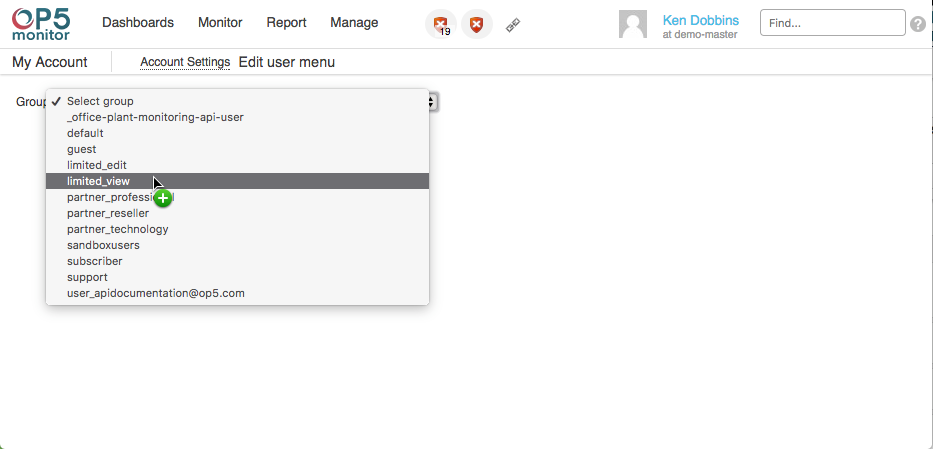 OP5
monitor
Dashboards Monitor Report Manage
19
Ken Dobbins
at demo-master
Find...
?
My Account Account Settings Edit user menu
Group
✓ Select group
_office-plant-monitoring-api-user
default
guest
limited_edit
limited_view
partner_professional
partner_reseller
partner_technology
sandboxusers
subscriber
support
user_apidocumentation@op5.com